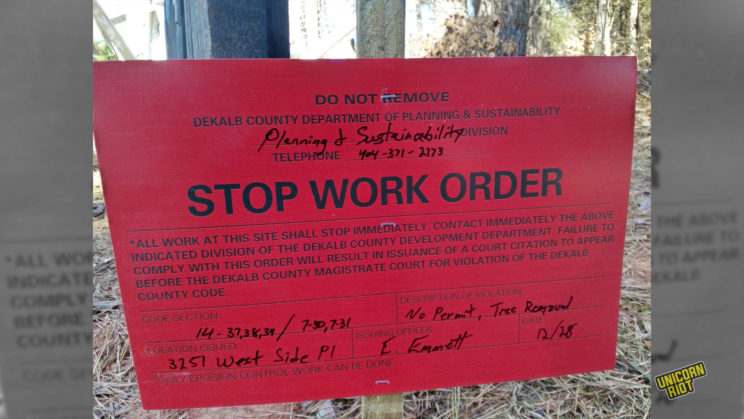 DO NOT REMOVE
DEKALB COUNTY DEPARTMENT OF PLANNING & SUSTAINABILITY
Planning & Sustainability DIVISION
TELEPHONE 404-371-2173
STOP WORK ORDER
*ALL WORK AT THIS SITE SHALL STOP IMMEDIATELY. CONTACT IMMEDIATELY THE ABOVE
INDICATED DIVISION OF THE DEKALB COUNTY DEVELOPMENT DEPARTMENT. FAILURE TO
COMPLY WITH THIS ORDER WILL RESULT IN ISSUANCE OF A COURT CITATION TO APPEAR
BEFORE THE DEKALB COUNTY MAGISTRATE COURT FOR VIOLATION OF THE DEKALB
COUNTY CODE.
CODE SECTION: DESCRIPTION OF VIOLATION:
14-37,38,39/7-30,7-31 No Permit, Tree Removal
LOCATION ISSUED: ISSUING OFFICER: DATE:
3251 West Side Pl E. Emmett 12/28
*ONLY EROSION CONTROL WORK CAN BE DONE.
UNICORN
RIOT